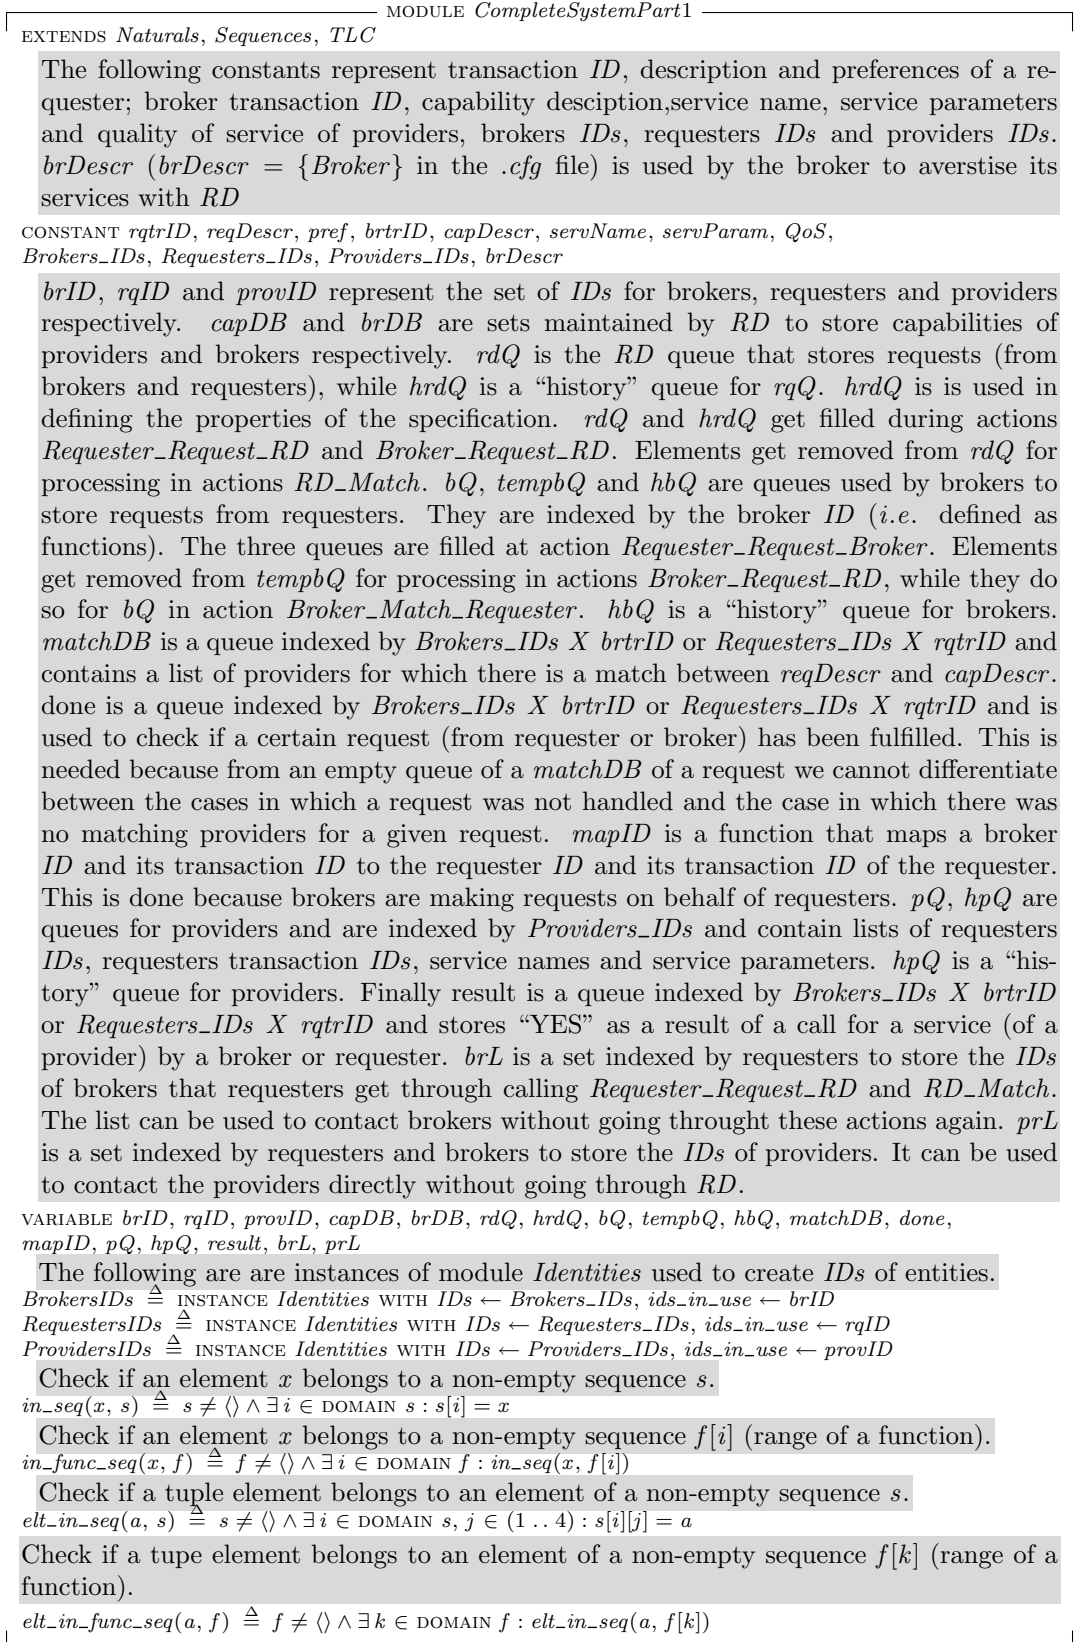 MODULE CompleteSystemPart1
EXTENDS Naturals, Sequences, TLC
The following constants represent transaction ID, description and preferences of a re-
quester; broker transaction ID, capability desciption,service name, service parameters
and quality of service of providers, brokers IDs, requesters IDs and providers IDs.
brDescr (brDescr = {Broker} in the .cfg file) is used by the broker to averstise its
services with RD
CONSTANT rqtrID, reqDescr, pref, brtrID, capDescr, servName, servParam, QoS,
Brokers_IDs, Requesters_IDs, Providers_IDs, brDescr
brID, rqID and provID represent the set of IDs for brokers, requesters and providers
respectively. capDB and brDB are sets maintained by RD to store capabilities of
providers and brokers respectively. rdQ is the RD queue that stores requests (from
brokers and requesters), while hrdQ is a “history” queue for rqQ. hrdQ is is used in
defining the properties of the specification. rdQ and hrdQ get filled during actions
Requester_Request_RD and Broker_Request_RD. Elements get removed from rdQ for
processing in actions RD_Match. bQ, tempbQ and hbQ are queues used by brokers to
store requests from requesters. They are indexed by the broker ID (i.e. defined as
functions). The three queues are filled at action Requester_Request_Broker. Elements
get removed from tempbQ for processing in actions Broker_Request_RD, while they do
so for bQ in action Broker_Match_Requester. hbQ is a “history” queue for brokers.
matchDB is a queue indexed by Brokers_IDs X brtrID or Requesters_IDs X rqtrID and
contains a list of providers for which there is a match between reqDescr and capDescr.
done is a queue indexed by Brokers_IDs X brtrID or Requesters_IDs X rqtrID and is
used to check if a certain request (from requester or broker) has been fulfilled. This is
needed because from an empty queue of a matchDB of a request we cannot differentiate
between the cases in which a request was not handled and the case in which there was
no matching providers for a given request. mapID is a function that maps a broker
ID and its transaction ID to the requester ID and its transaction ID of the requester.
This is done because brokers are making requests on behalf of requesters. pQ, hpQ are
queues for providers and are indexed by Providers_IDs and contain lists of requesters
IDs, requesters transaction IDs, service names and service parameters. hpQ is a “his-
tory” queue for providers. Finally result is a queue indexed by Brokers_IDs X brtrID
or Requesters_IDs X rqtrID and stores “YES” as a result of a call for a service (of a
provider) by a broker or requester. brL is a set indexed by requesters to store the IDs
of brokers that requesters get through calling Requester_Request_RD and RD_Match.
The list can be used to contact brokers without going throught these actions again. prL
is a set indexed by requesters and brokers to store the IDs of providers. It can be used
to contact the providers directly without going through RD.
VARIABLE brID, rqID, provID, capDB, brDB, rdQ, hrdQ, bQ, tempbQ, hbQ, matchDB, done,
mapID, pQ, hpQ, result, brL, prL
The following are are instances of module Identities used to create IDs of entities.
BrokersIDs ≜ INSTANCE Identities WITH IDs ← Brokers_IDs, ids_in_use ← brID
RequestersIDs ≜ INSTANCE Identities WITH IDs ← Requesters_IDs, ids_in_use ← rqID
ProvidersIDs ≜ INSTANCE Identities WITH IDs ← Providers_IDs, ids_in_use ← provID
Check if an element x belongs to a non-empty sequence s.
in_seq(x, s) ≜ s ≠ ⟨⟩ ∧ ∃ i ∈ DOMAIN s : s[i] = x
Check if an element x belongs to a non-empty sequence f[i] (range of a function).
in_func_seq(x, f) ≜ f ≠ ⟨⟩ ∧ ∃ i ∈ DOMAIN f : in_seq(x, f[i])
Check if a tuple element belongs to an element of a non-empty sequence s.
elt_in_seq(a, s) ≜ s ≠ ⟨⟩ ∧ ∃ i ∈ DOMAIN s, j ∈ (1 .. 4) : s[i][j] = a
Check if a tupe element belongs to an element of a non-empty sequence f[k] (range of a
function).
elt_in_func_seq(a, f) ≜ f ≠ ⟨⟩ ∧ ∃ k ∈ DOMAIN f : elt_in_seq(a, f[k])